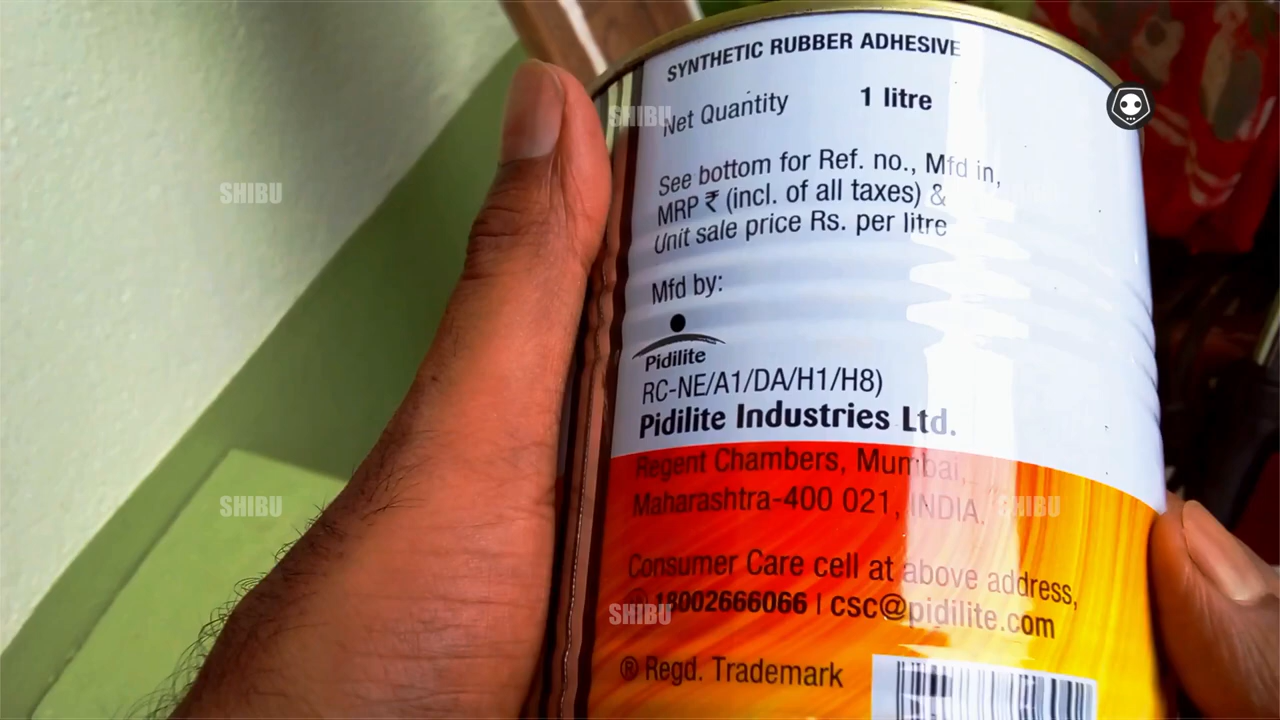 SYNTHETIC RUBBER ADHESIVE
Net Quantity 1 litre
See bottom for Ref. no., Mfd in,
MRP ₹ (incl. of all taxes) &
Unit sale price Rs. per litre
Mfd by:
Pidilite
RC-NE/A1/DA/H1/H8)
Pidilite Industries Ltd.
Regent Chambers, Mumbai,
Maharashtra-400 021, INDIA.
Consumer Care cell at above address,
18002666066 | csc@pidilite.com
® Regd. Trademark
SHIBU
SHIBU
SHIBU
SHIBU
SHIBU